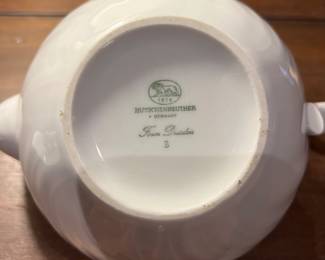 1814
HUTSCHENREUTHER
GERMANY
Form Dresden
3